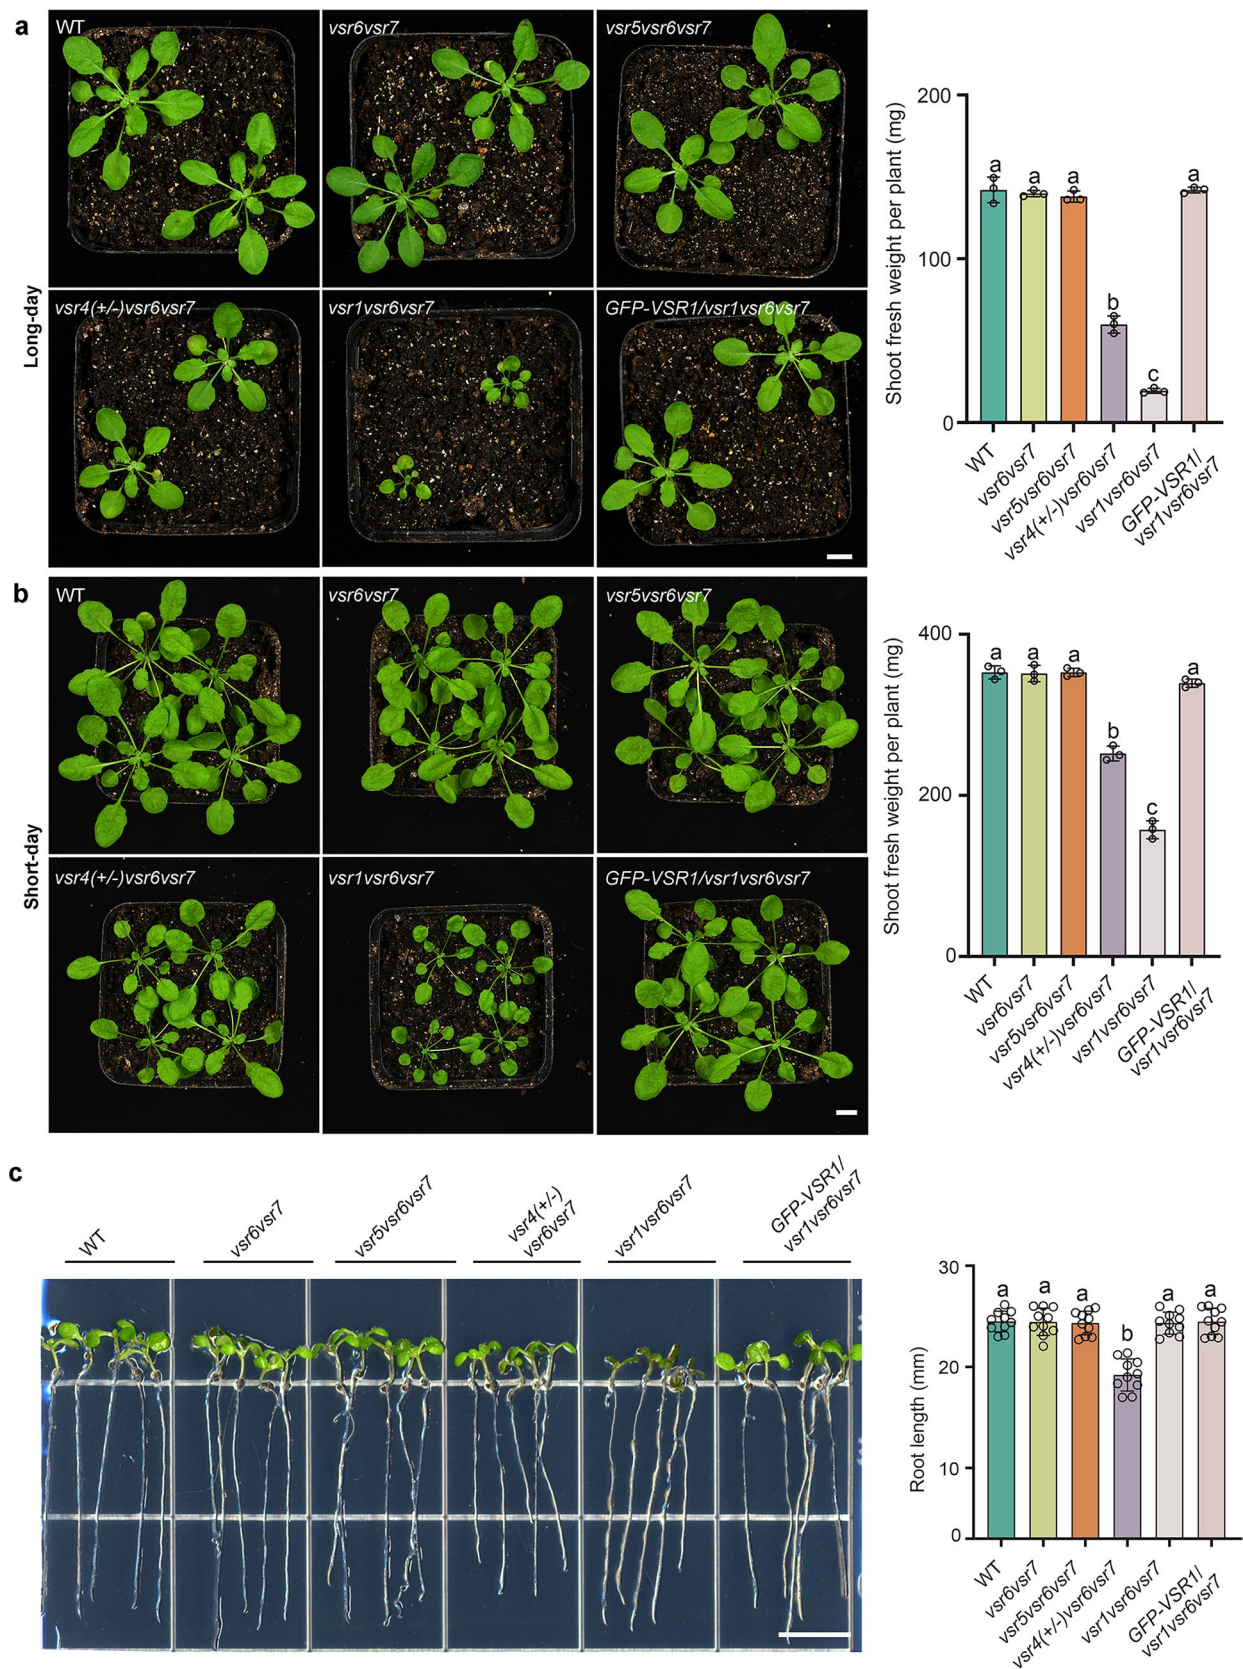 a
WT
vsr6vsr7
vsr5vsr6vsr7
Long-day
vsr4(+/-)vsr6vsr7
vsr1vsr6vsr7
GFP-VSR1/vsr1vsr6vsr7
Shoot fresh weight per plant (mg)
200
100
0
a
a
a
b
c
a
WT
vsr6vsr7
vsr5vsr6vsr7
vsr4(+/-)vsr6vsr7
vsr1vsr6vsr7
GFP-VSR1/
vsr1vsr6vsr7
b
WT
vsr6vsr7
vsr5vsr6vsr7
Short-day
vsr4(+/-)vsr6vsr7
vsr1vsr6vsr7
GFP-VSR1/vsr1vsr6vsr7
Shoot fresh weight per plant (mg)
400
200
0
a
a
a
b
c
a
WT
vsr6vsr7
vsr5vsr6vsr7
vsr4(+/-)vsr6vsr7
vsr1vsr6vsr7
GFP-VSR1/
vsr1vsr6vsr7
c
WT
vsr6vsr7
vsr5vsr6vsr7
vsr4(+/-)
vsr6vsr7
vsr1vsr6vsr7
GFP-VSR1/
vsr1vsr6vsr7
Root length (mm)
30
20
10
0
a
a
a
b
a
a
WT
vsr6vsr7
vsr5vsr6vsr7
vsr4(+/-)vsr6vsr7
vsr1vsr6vsr7
GFP-VSR1/
vsr1vsr6vsr7